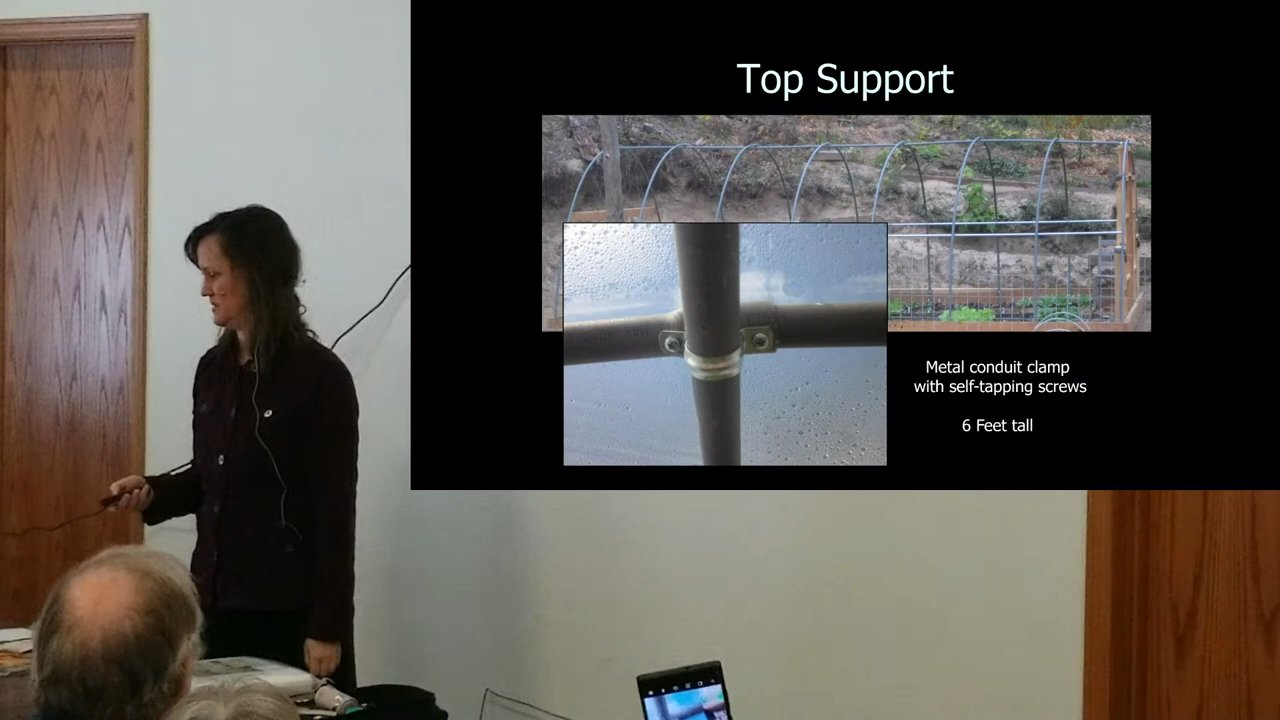 Top Support
Metal conduit clamp
with self-tapping screws
6 Feet tall